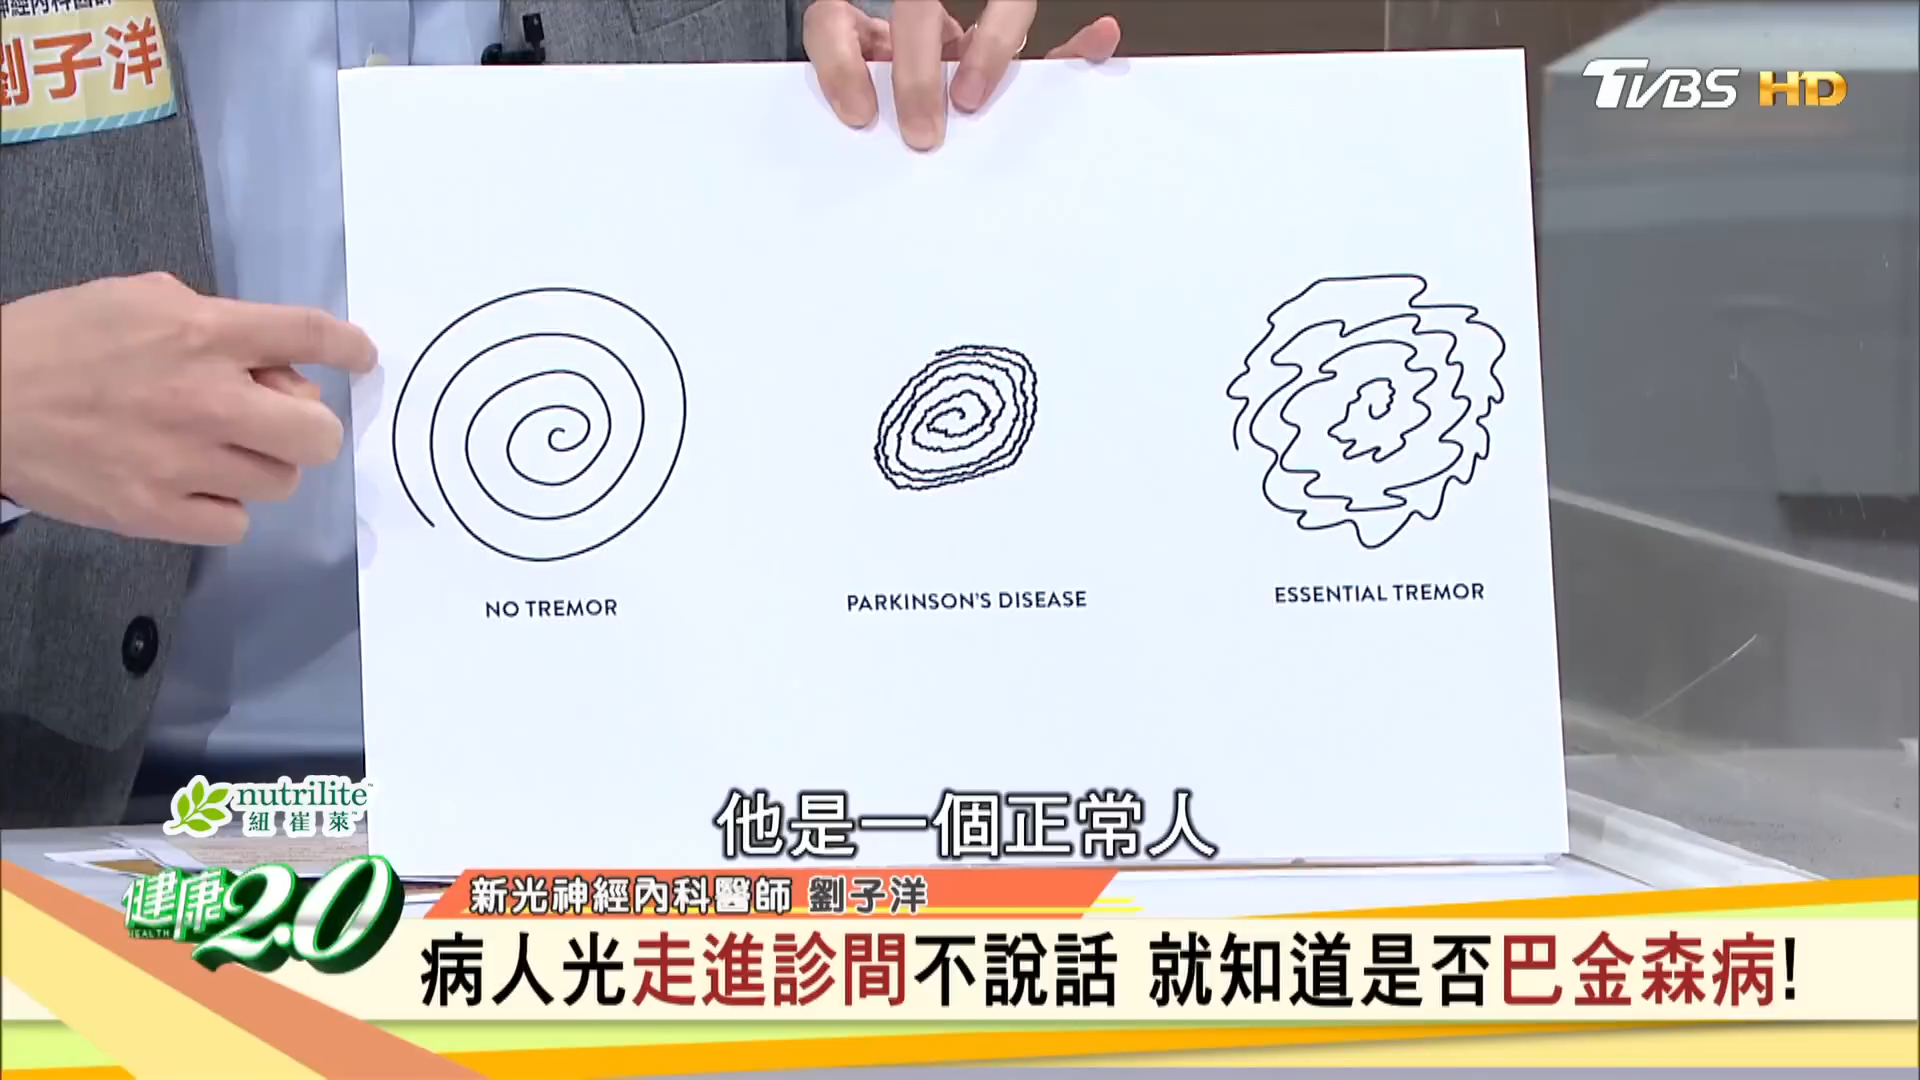 劉子洋
TVBS HD
NO TREMOR
PARKINSON'S DISEASE
ESSENTIAL TREMOR
nutrilite
紐崔萊
他是一個正常人
健康2.0
HEALTH
新光神經內科醫師 劉子洋
病人光走進診間不說話 就知道是否巴金森病!